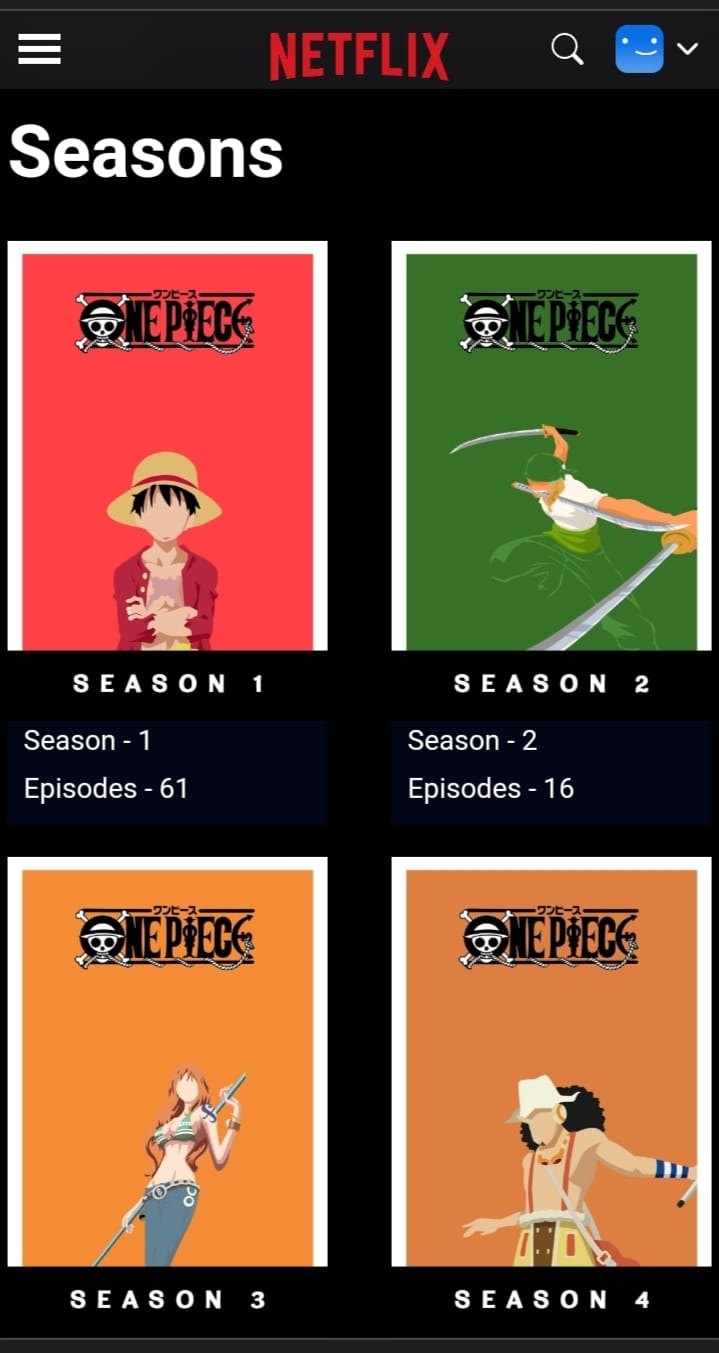 NETFLIX
Seasons
ワンピース
ONE PIECE
ワンピース
ONE PIECE
SEASON 1
SEASON 2
Season - 1
Episodes - 61
Season - 2
Episodes - 16
ワンピース
ONE PIECE
ワンピース
ONE PIECE
SEASON 3
SEASON 4